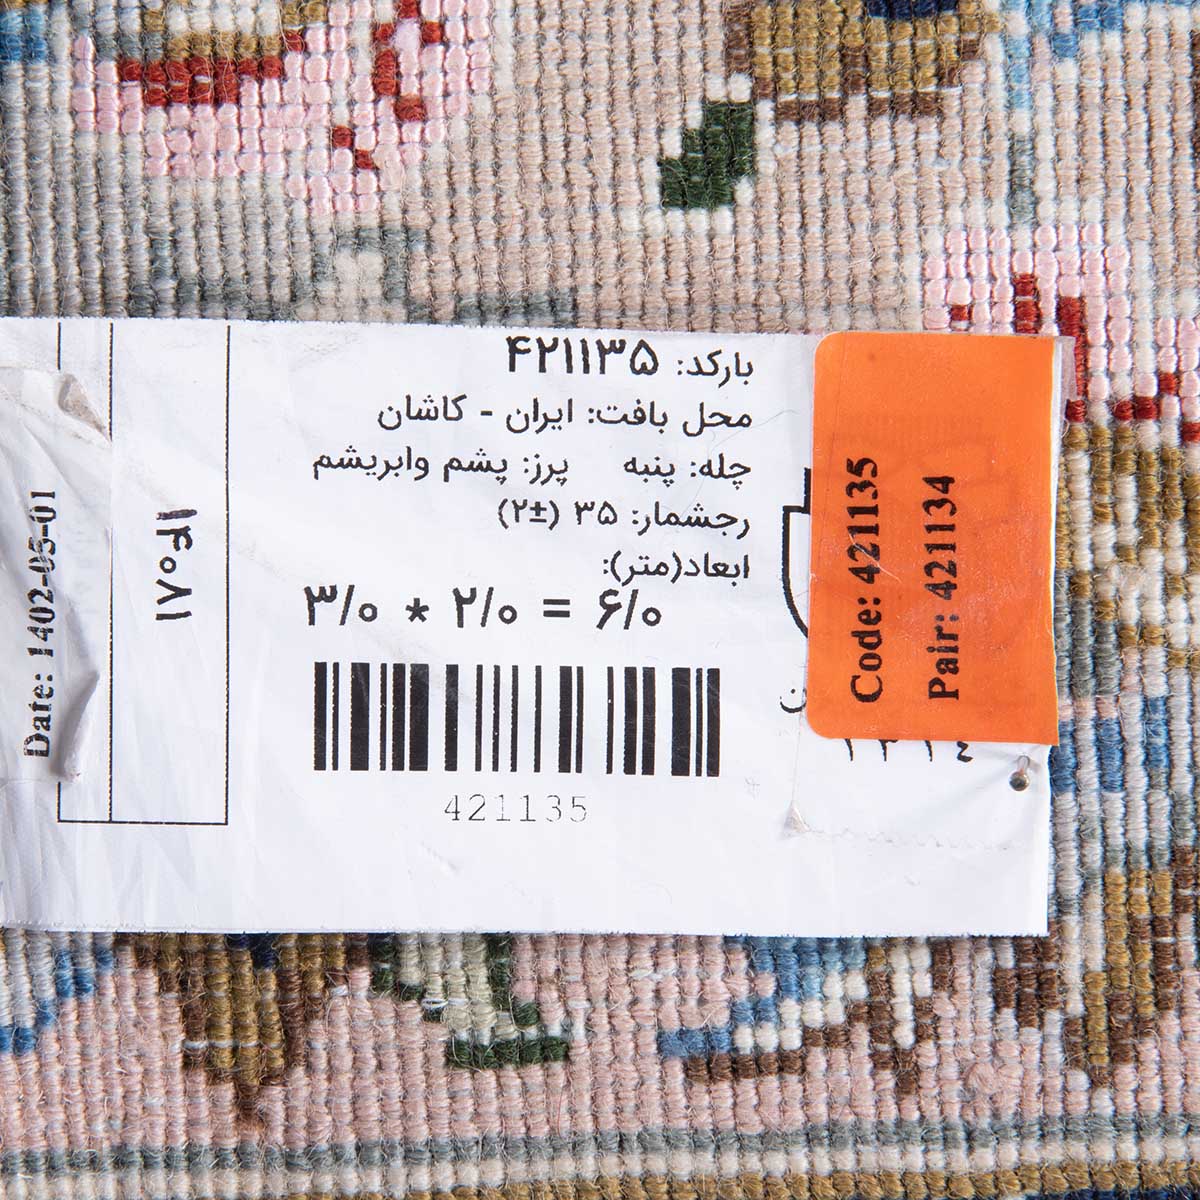 بارکد: ۴۲۱۱۳۵
محل بافت: ایران - کاشان
چله: پنبه پرز: پشم وابریشم
رجشمار: ۳۵ (±۲)
ابعاد(متر):
۳/۰ * ۲/۰ = ۶/۰
421135
Code: 421135
Pair: 421134
Date: 1402-05-01